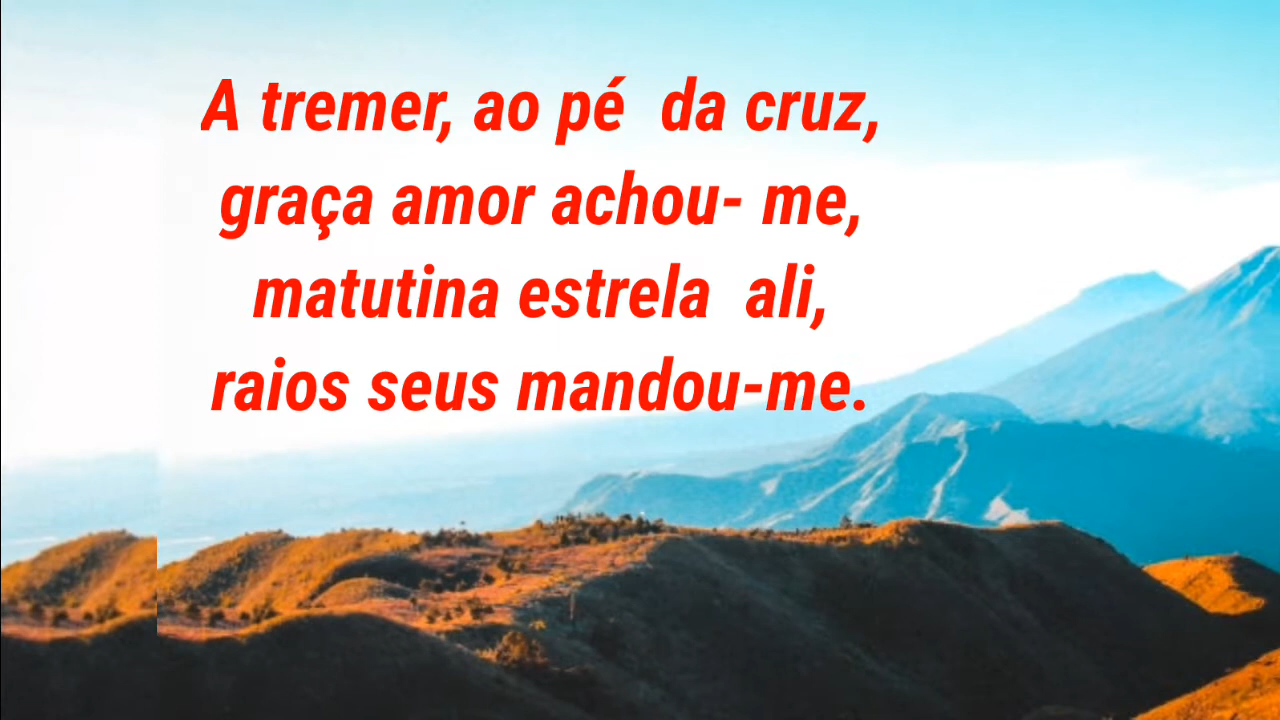 A tremer, ao pé da cruz,
graça amor achou- me,
matutina estrela ali,
raios seus mandou-me.